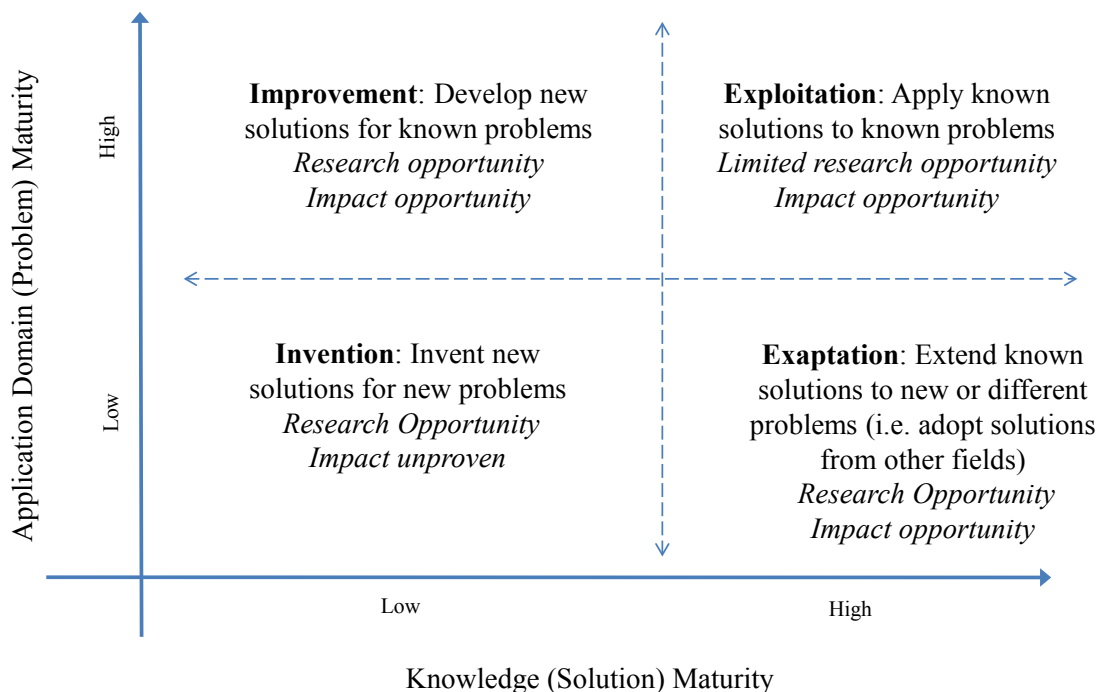 Application Domain (Problem) Maturity
High
Low
Improvement: Develop new
solutions for known problems
Research opportunity
Impact opportunity
Exploitation: Apply known
solutions to known problems
Limited research opportunity
Impact opportunity
Invention: Invent new
solutions for new problems
Research Opportunity
Impact unproven
Exaptation: Extend known
solutions to new or different
problems (i.e. adopt solutions
from other fields)
Research Opportunity
Impact opportunity
Low
High
Knowledge (Solution) Maturity